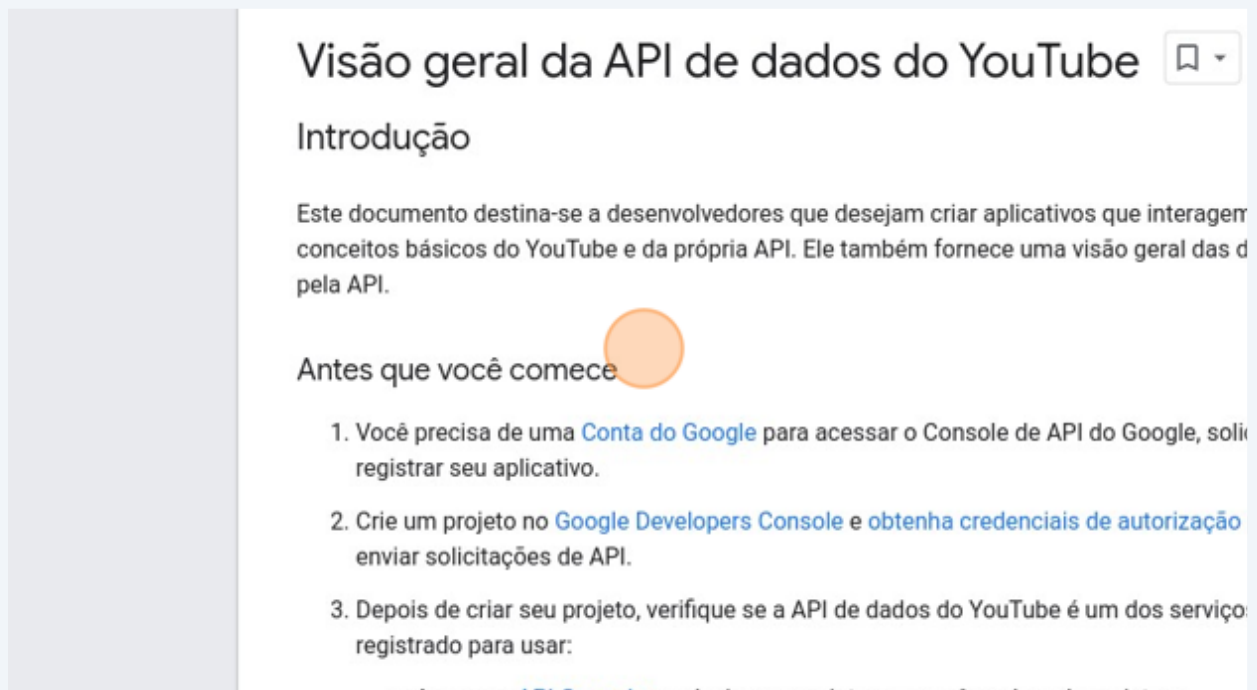 Visão geral da API de dados do YouTube
Introdução
Este documento destina-se a desenvolvedores que desejam criar aplicativos que interagem
conceitos básicos do YouTube e da própria API. Ele também fornece uma visão geral das
pela API.
Antes que você comece
1. Você precisa de uma Conta do Google para acessar o Console de API do Google,
registrar seu aplicativo.
2. Crie um projeto no Google Developers Console e obtenha credenciais de autorização
enviar solicitações de API.
3. Depois de criar seu projeto, verifique se a API de dados do YouTube é um dos serviços
registrado para usar: